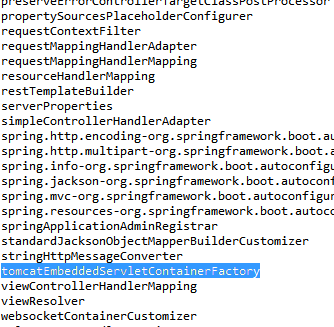 preserveErrorControllerTargetClassPostProcessor
propertySourcesPlaceholderConfigurer
requestContextFilter
requestMappingHandlerAdapter
requestMappingHandlerMapping
resourceHandlerMapping
restTemplateBuilder
serverProperties
simpleControllerHandlerAdapter
spring.http.encoding-org.springframework.boot.au
spring.http.multipart-org.springframework.boot.a
spring.info-org.springframework.boot.autoconfigu
spring.jackson-org.springframework.boot.autoconf
spring.mvc-org.springframework.boot.autoconfigur
spring.resources-org.springframework.boot.autoco
springApplicationAdminRegistrar
standardJacksonObjectMapperBuilderCustomizer
stringHttpMessageConverter
tomcatEmbeddedServletContainerFactory
viewControllerHandlerMapping
viewResolver
websocketContainerCustomizer